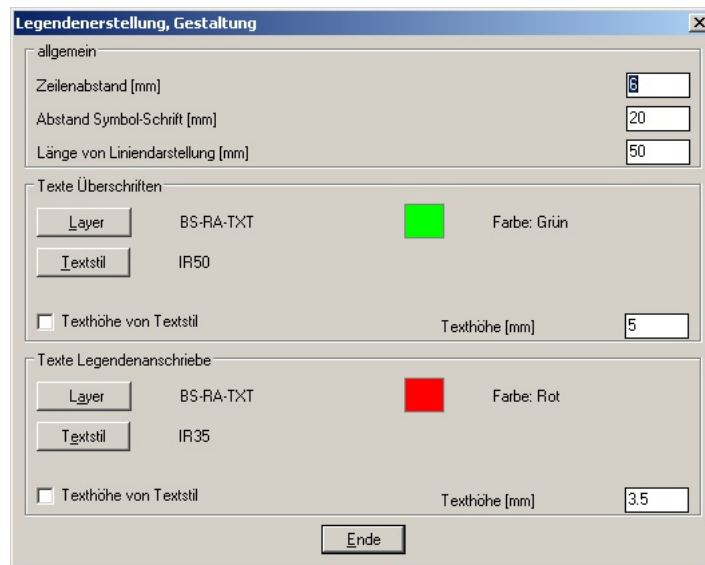 Legendenerstellung, Gestaltung
allgemein
Zeilenabstand [mm] 6
Abstand Symbol-Schrift [mm] 20
Länge von Liniendarstellung [mm] 50
Texte Überschriften
Layer BS-RA-TXT Farbe: Grün
Textstil IR50
Texthöhe von Textstil Texthöhe [mm] 5
Texte Legendenanschriebe
Layer BS-RA-TXT Farbe: Rot
Textstil IR35
Texthöhe von Textstil Texthöhe [mm] 3.5
Ende